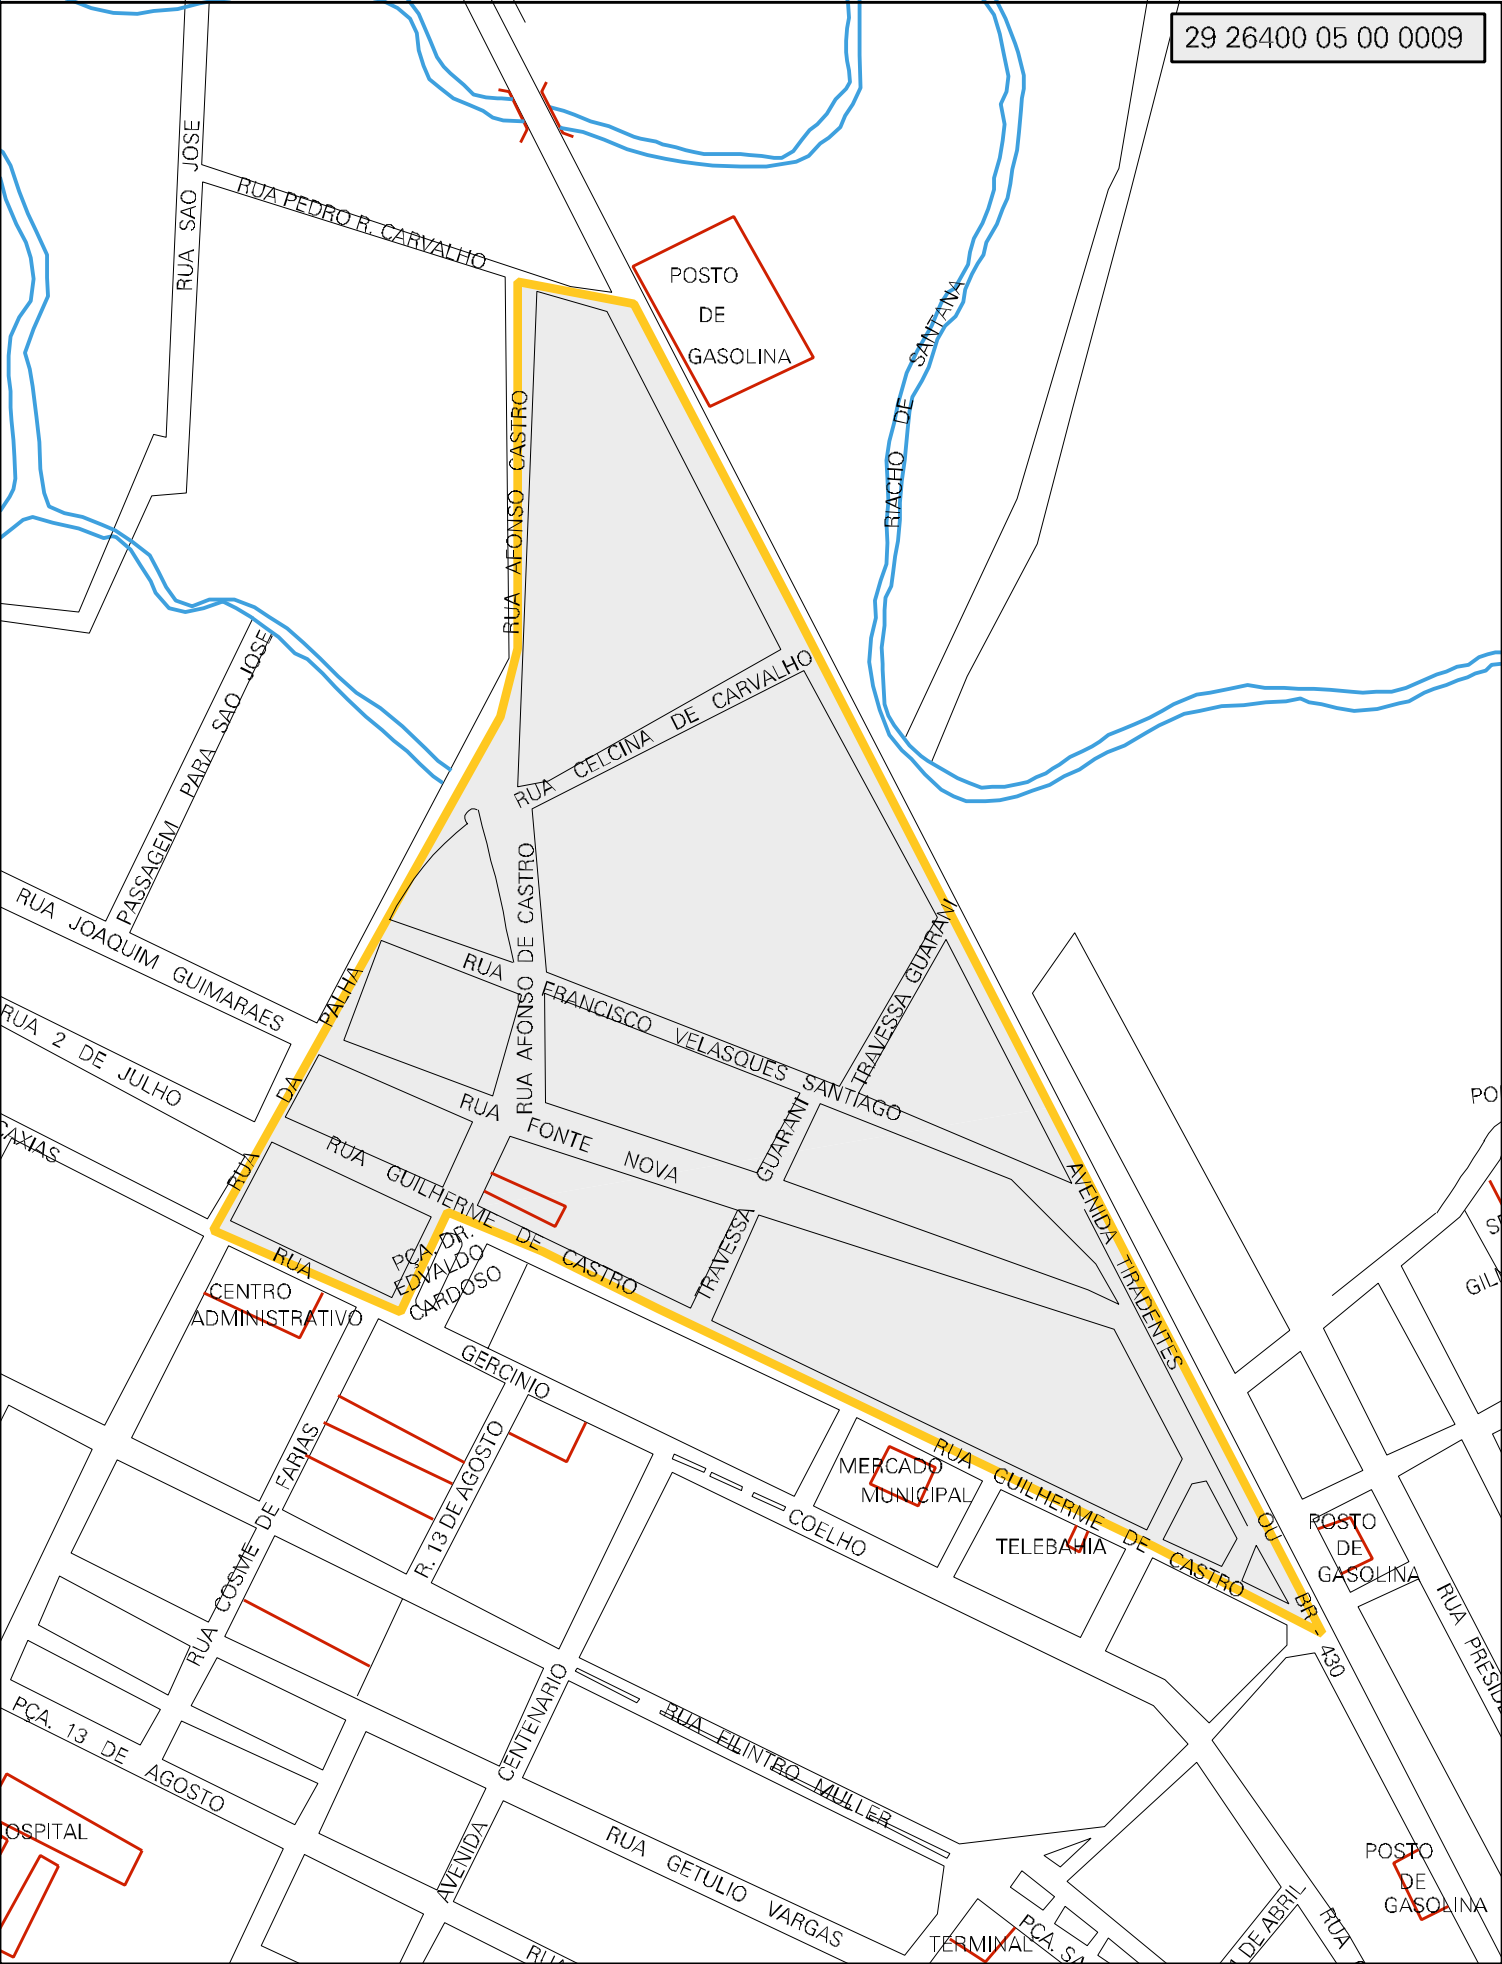 29 26400 05 00 0009
RUA SAO JOSE
RUA PEDRO R. CARVALHO
POSTO
DE
GASOLINA
RIACHO DE SANTANA
RUA AFONSO CASTRO
PASSAGEM PARA SAO JOSE
RUA CELCINA DE CARVALHO
RUA AFONSO DE CASTRO
RUA AFONSO DE CASTRO
RUA JOAQUIM GUIMARAES
RUA DA PALHA
RUA FRANCISCO VELASQUES SANTIAGO
TRAVESSA GUARANI
RUA 2 DE JULHO
CAXIAS
RUA FONTE NOVA
TRAVESSA GUARANI
RUA GUILHERME DE CASTRO
AVENIDA TIRADENTES OU BR - 430
PÇA. DR.
EDVALDO
CARDOSO
CENTRO
ADMINISTRATIVO
RUA GERCINIO COELHO
RUA COSME DE FARIAS
R. 13 DE AGOSTO
MERCADO
MUNICIPAL
RUA GUILHERME DE CASTRO
TELEBAHIA
POSTO
DE
GASOLINA
PO
GIL
RUA PRESID
PÇA. 13 DE AGOSTO
AVENIDA CENTENARIO
RUA FILINTRO MULLER
RUA GETULIO VARGAS
OSPITAL
TERMINAL
PÇA. SA
DE ABRIL
RUA
POSTO
DE
GASOLINA
RUA